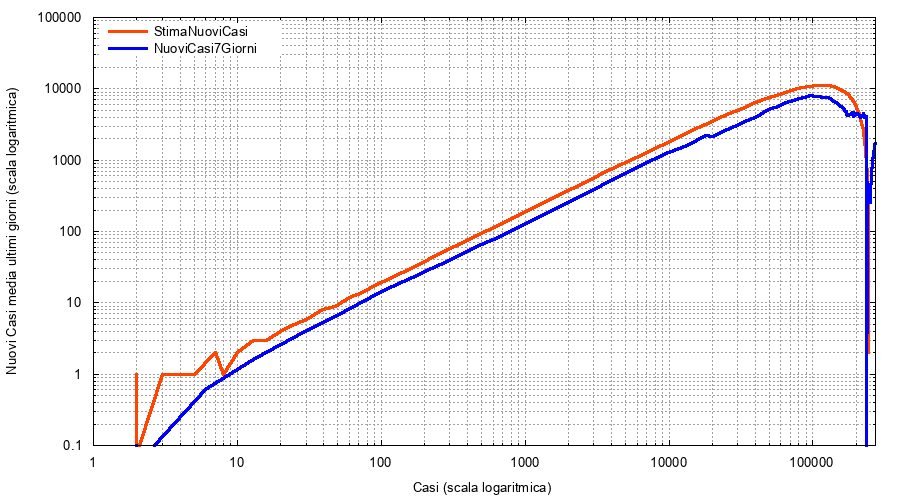 100000
10000
1000
100
10
1
0.1
StimaNuoviCasi
NuoviCasi7Giorni
Nuovi Casi media ultimi giorni (scala logaritmica)
1 10 100 1000 10000 100000
Casi (scala logaritmica)